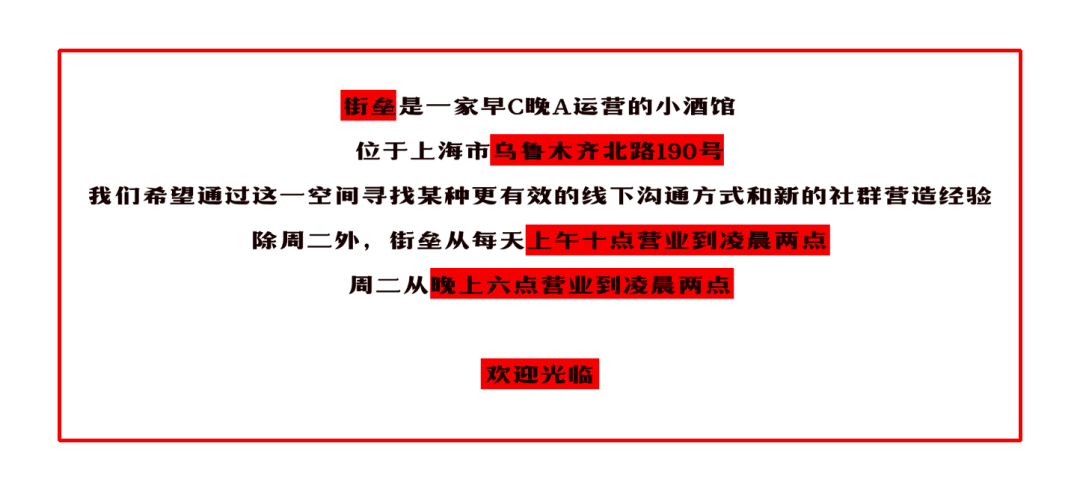 街垒是一家早C晚A运营的小酒馆
位于上海市乌鲁木齐北路190号
我们希望通过这一空间寻找某种更有效的线下沟通方式和新的社群营造经验
除周二外，街垒从每天上午十点营业到凌晨两点
周二从晚上六点营业到凌晨两点
欢迎光临